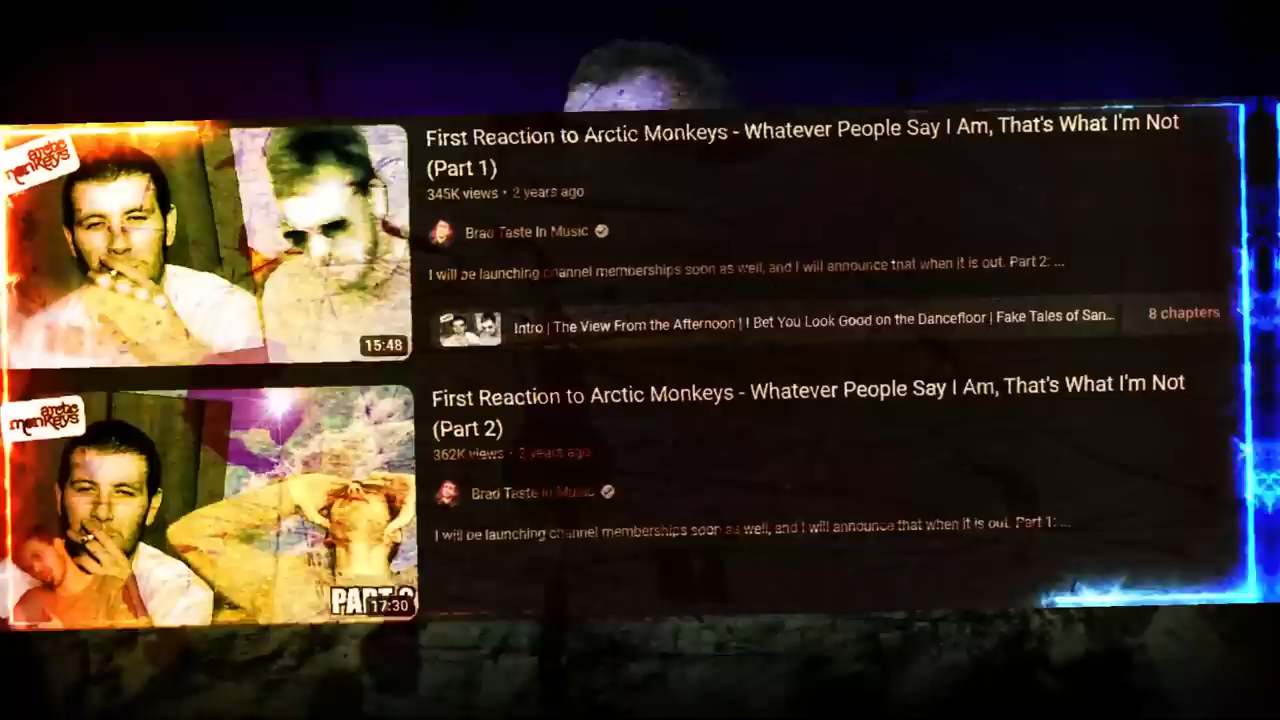 arctic
monkeys
First Reaction to Arctic Monkeys - Whatever People Say I Am, That's What I'm Not
(Part 1)
345K views • 2 years ago
Brad Taste In Music
I will be launching channel memberships soon as well, and I will announce that when it is out. Part 2: ...
15:48
Intro | The View From the Afternoon | I Bet You Look Good on the Dancefloor | Fake Tales of San...
8 chapters
arctic
monkeys
First Reaction to Arctic Monkeys - Whatever People Say I Am, That's What I'm Not
(Part 2)
362K views • 2 years ago
Brad Taste In Music
I will be launching channel memberships soon as well, and I will announce that when it is out. Part 1: ...
PART 2
17:30